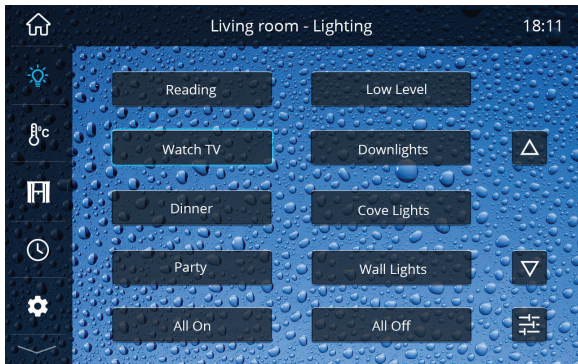 Living room - Lighting 18:11
Reading Low Level
Watch TV Downlights
°c
Dinner Cove Lights
Party Wall Lights
All On All Off